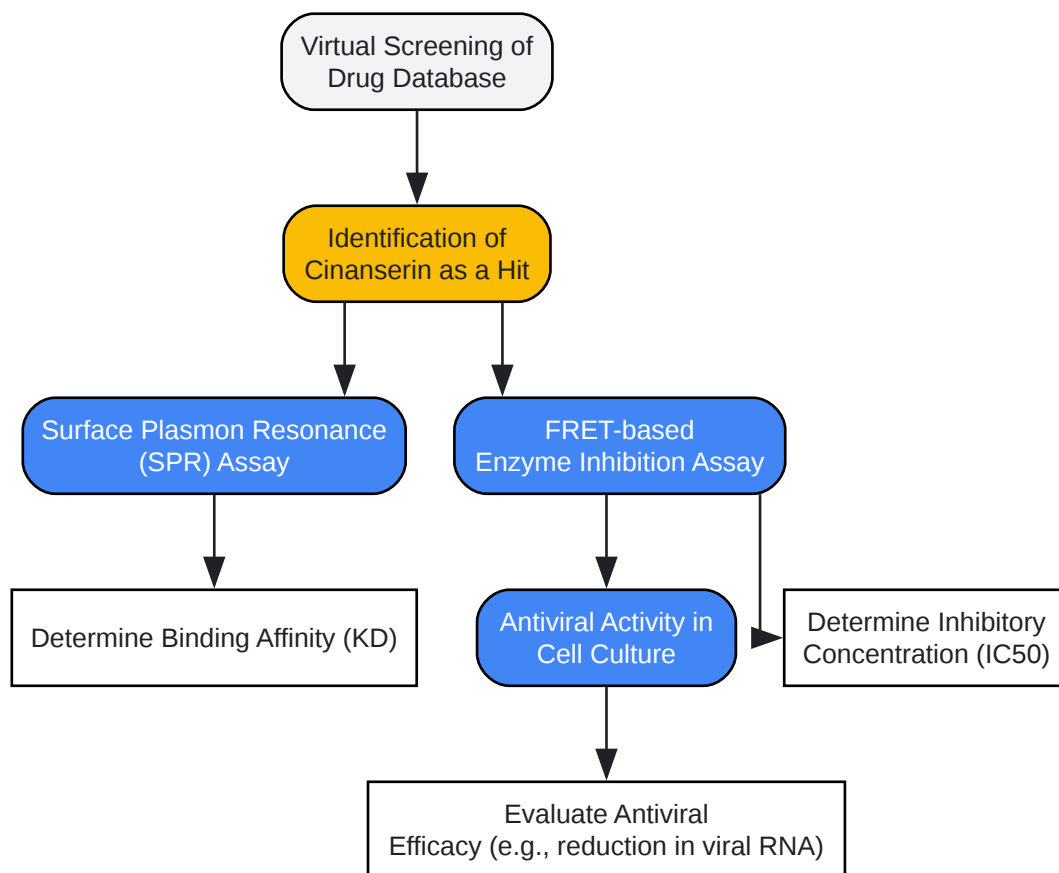 Virtual Screening of
Drug Database
Identification of
Cinanserin as a Hit
Surface Plasmon Resonance
(SPR) Assay
FRET-based
Enzyme Inhibition Assay
Determine Binding Affinity (KD)
Antiviral Activity in
Cell Culture
Determine Inhibitory
Concentration (IC50)
Evaluate Antiviral
Efficacy (e.g., reduction in viral RNA)